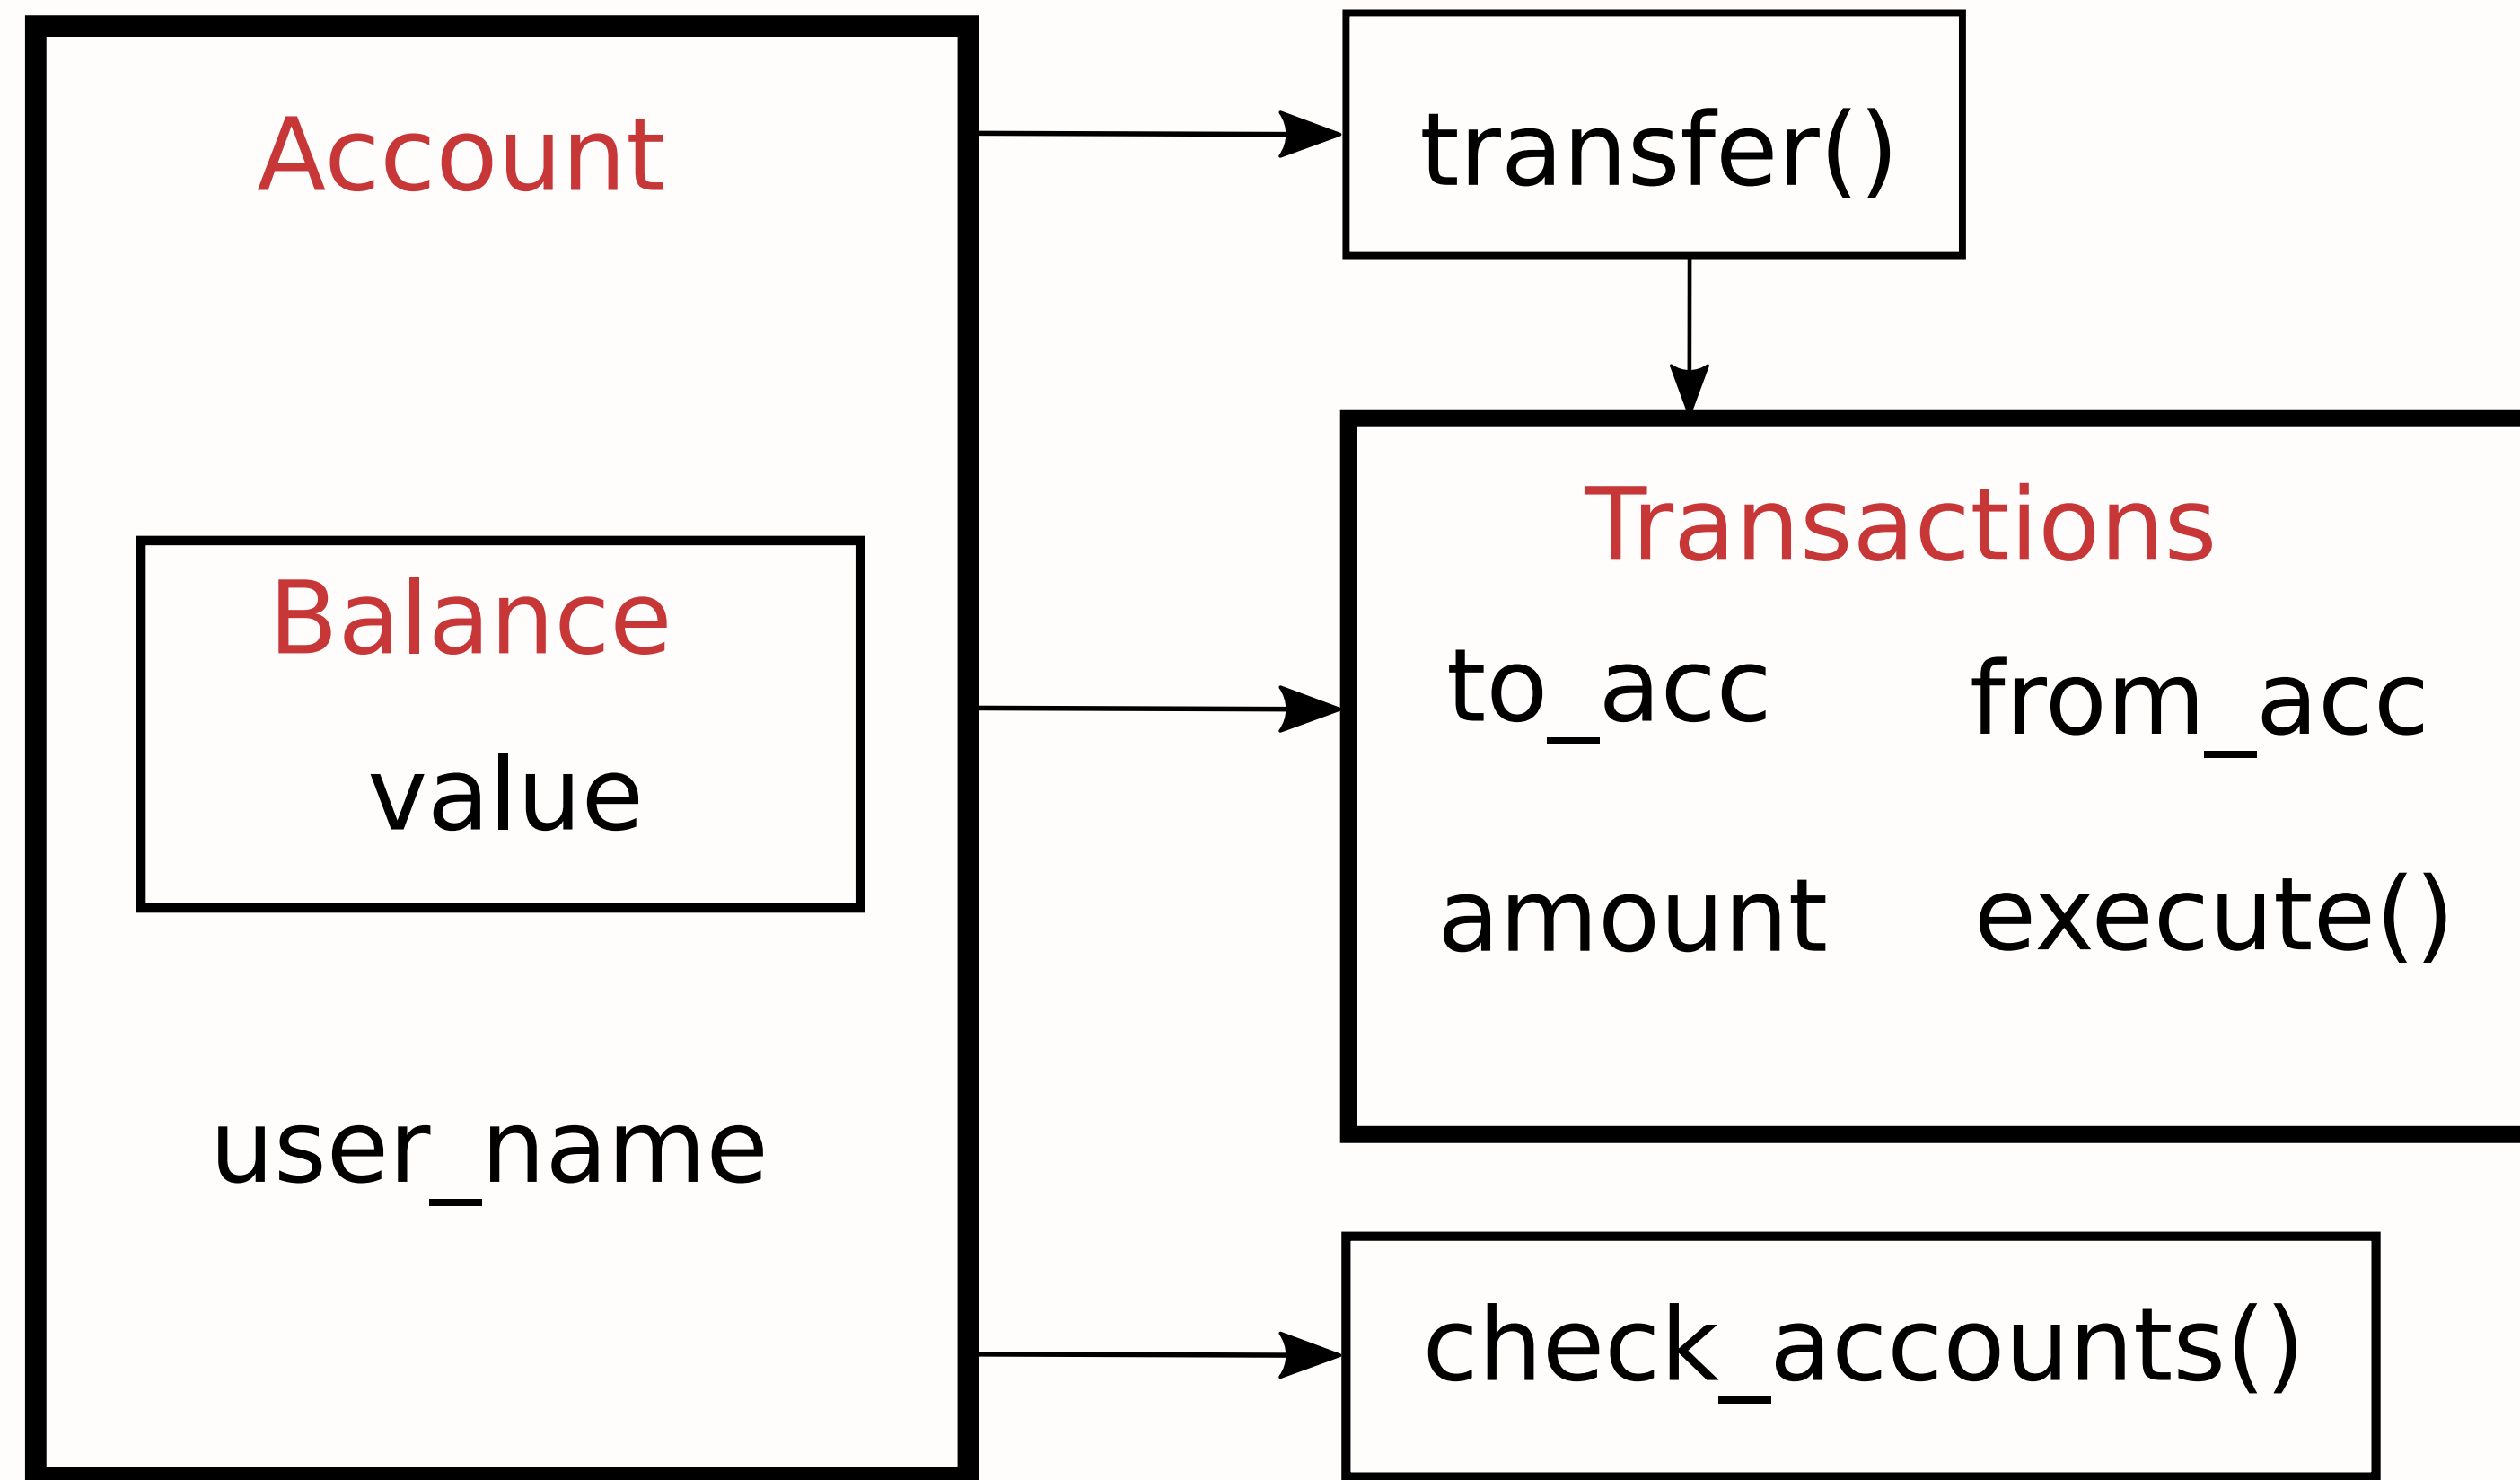 Account
Balance
value
user_name
transfer()
Transactions
to_acc from_acc
amount execute()
check_accounts()